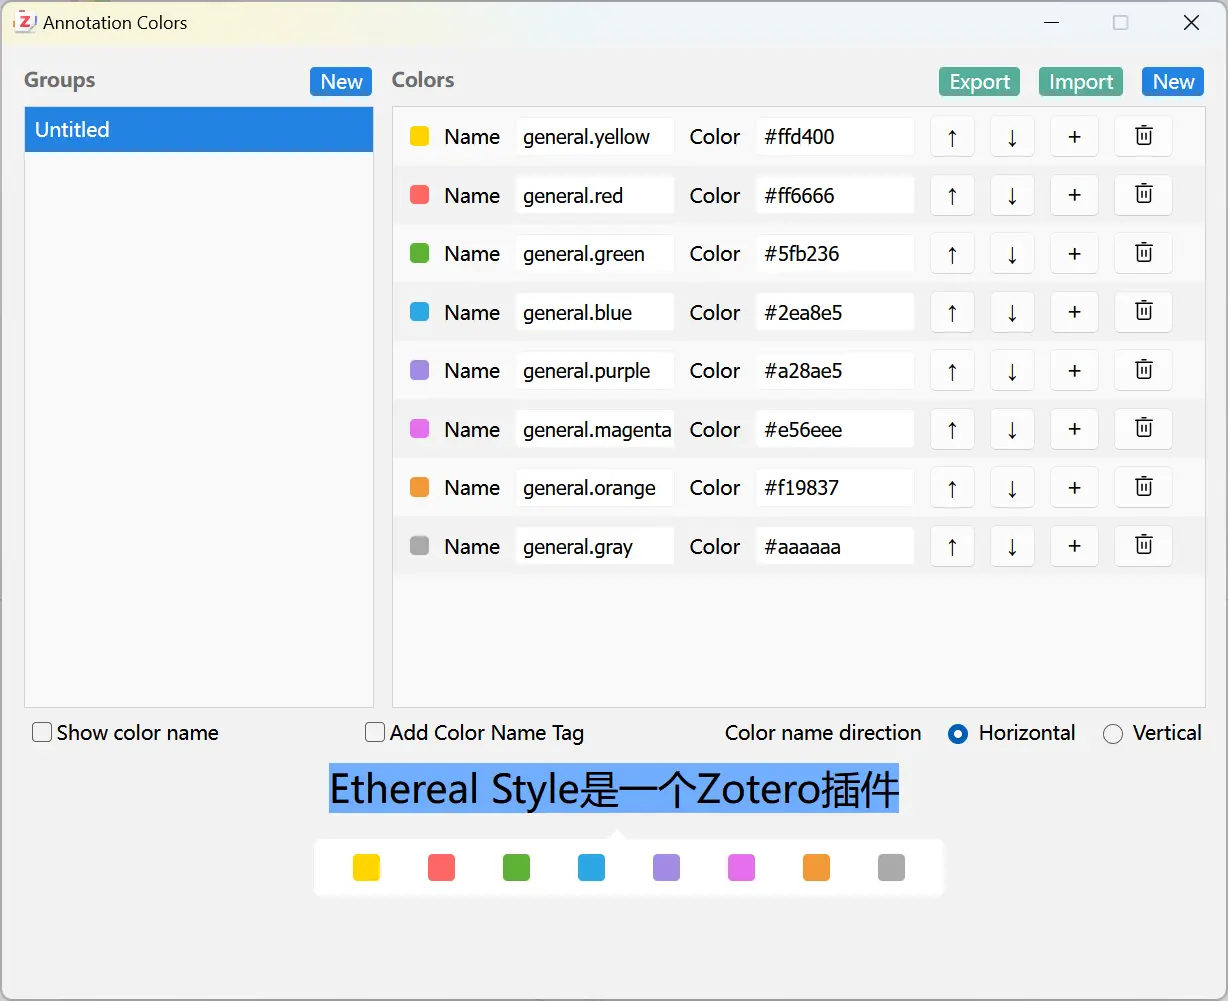 Annotation Colors
Groups New Colors Export Import New
Untitled
Name general.yellow Color #ffd400 ↑ ↓ +
Name general.red Color #ff6666 ↑ ↓ +
Name general.green Color #5fb236 ↑ ↓ +
Name general.blue Color #2ea8e5 ↑ ↓ +
Name general.purple Color #a28ae5 ↑ ↓ +
Name general.magenta Color #e56eee ↑ ↓ +
Name general.orange Color #f19837 ↑ ↓ +
Name general.gray Color #aaaaaa ↑ ↓ +
Show color name Add Color Name Tag Color name direction Horizontal Vertical
Ethereal Style是一个Zotero插件